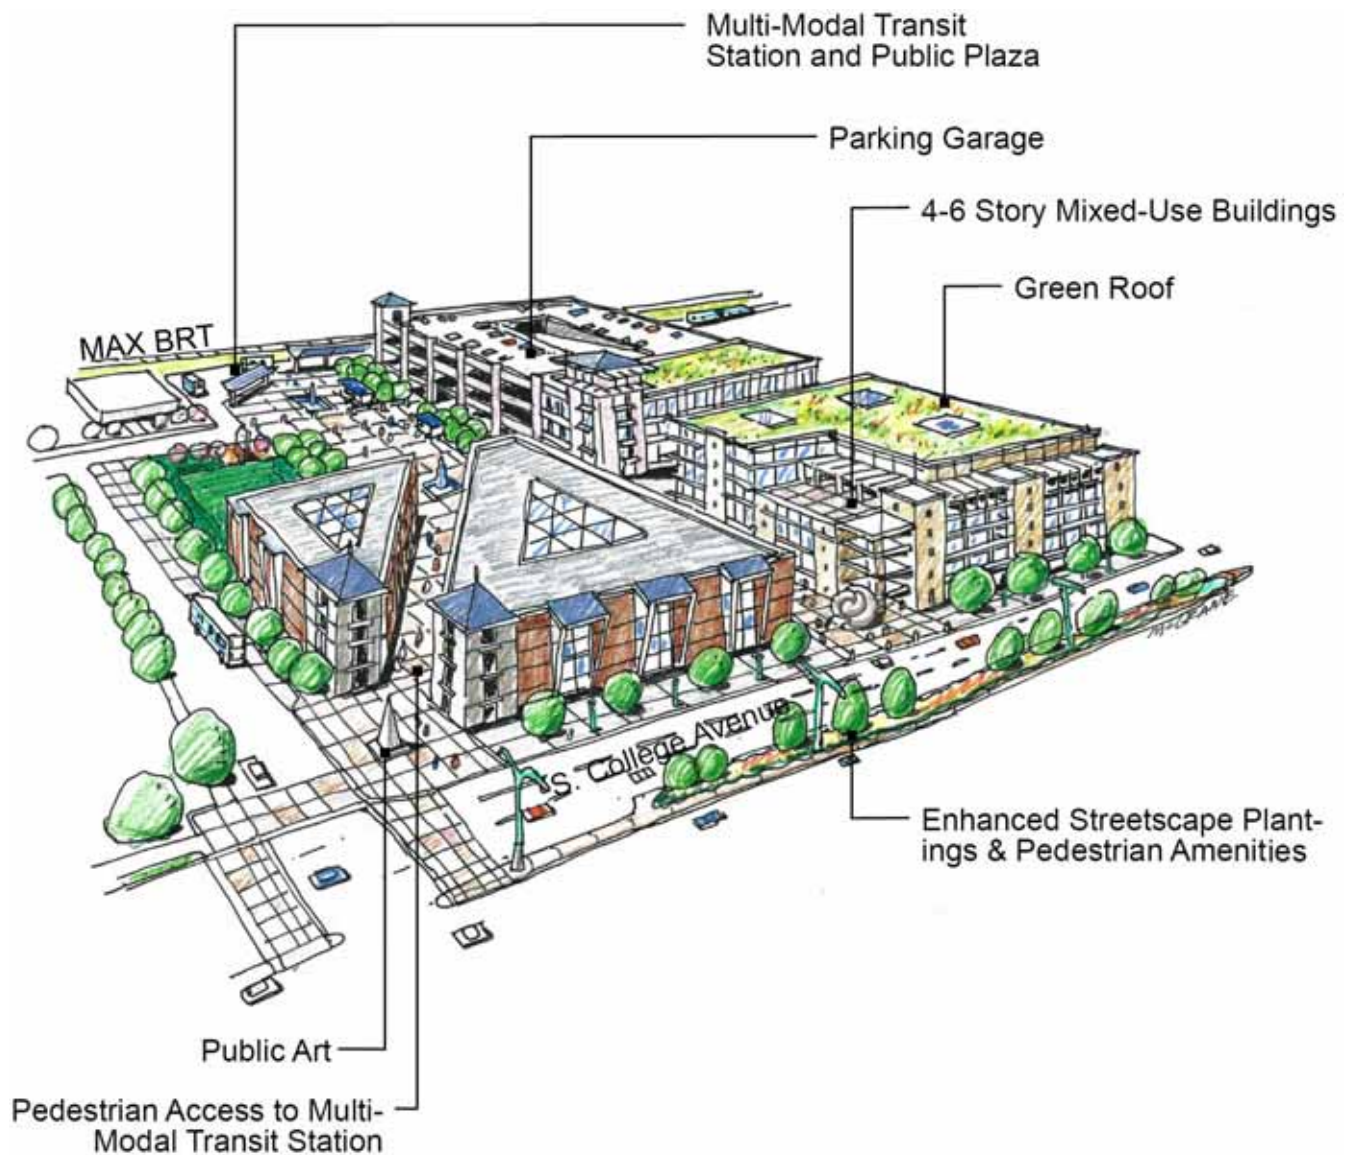 Multi-Modal Transit
Station and Public Plaza
Parking Garage
4-6 Story Mixed-Use Buildings
Green Roof
MAX BRT
S. College Avenue
Enhanced Streetscape Plant-
ings & Pedestrian Amenities
Public Art
Pedestrian Access to Multi-
Modal Transit Station